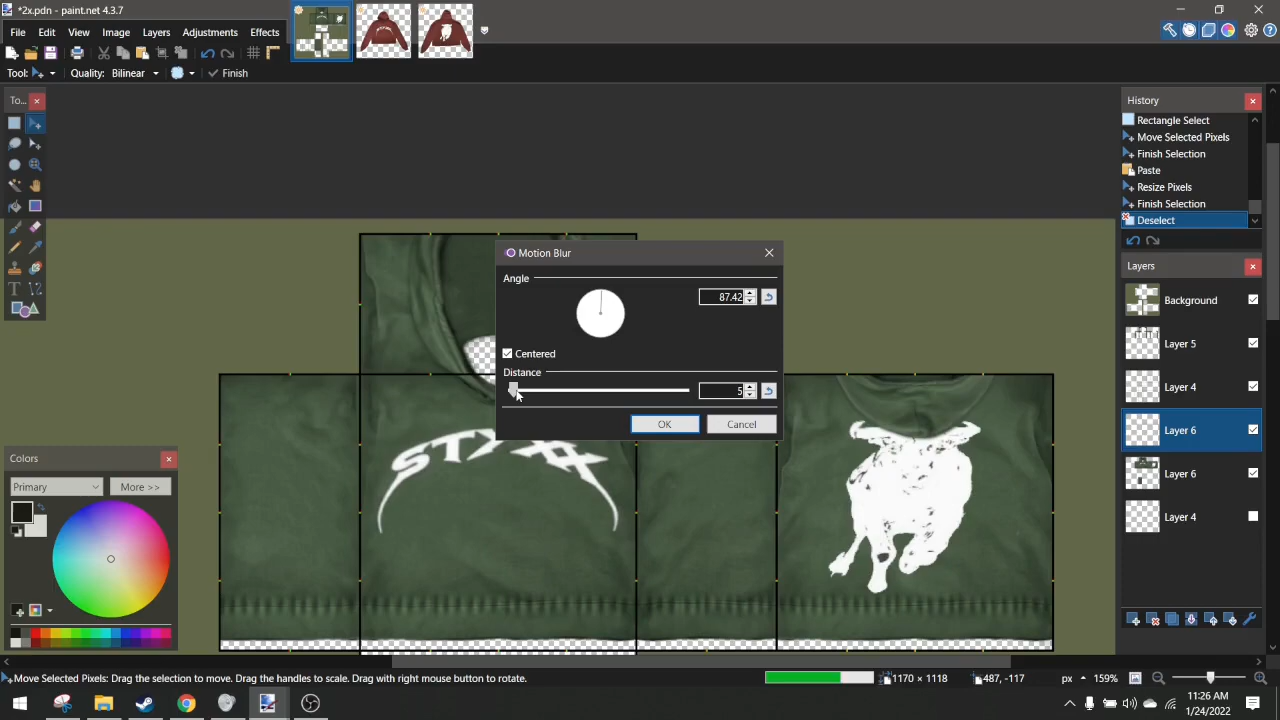 *2x.pdn - paint.net 4.3.7
File Edit View Image Layers Adjustments Effects
Tool: Quality: Bilinear Finish
To...
History
Rectangle Select
Move Selected Pixels
Finish Selection
Paste
Resize Pixels
Finish Selection
Deselect
Motion Blur
Angle
87.42
Centered
Distance
5
OK Cancel
STYXX
Layers
Background
Layer 5
Layer 4
Layer 6
Layer 6
Layer 4
Colors
Primary More >>
Move Selected Pixels: Drag the selection to move. Drag the handles to scale. Drag with right mouse button to rotate.
1170 × 1118 487, -117 px 159%
11:26 AM
1/24/2022